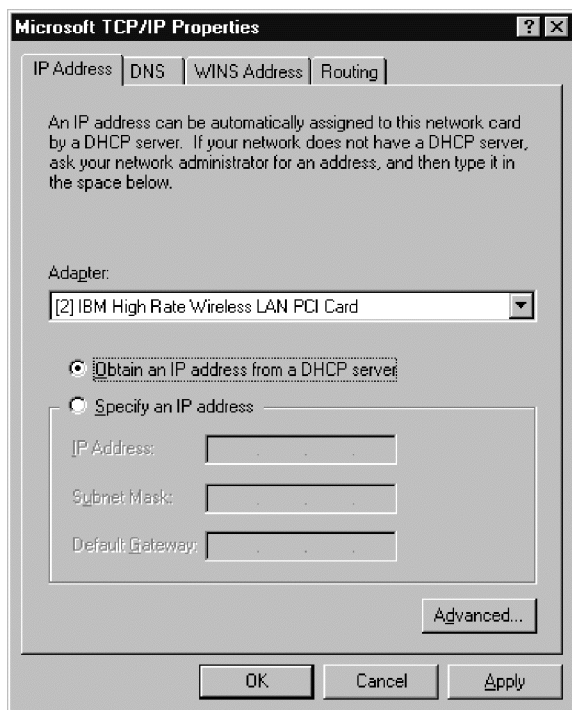 Microsoft TCP/IP Properties
IP Address DNS WINS Address Routing
An IP address can be automatically assigned to this network card
by a DHCP server. If your network does not have a DHCP server,
ask your network administrator for an address, and then type it in
the space below.
Adapter:
[2] IBM High Rate Wireless LAN PCI Card
Obtain an IP address from a DHCP server
Specify an IP address
IP Address:
Subnet Mask:
Default Gateway:
Advanced...
OK Cancel Apply